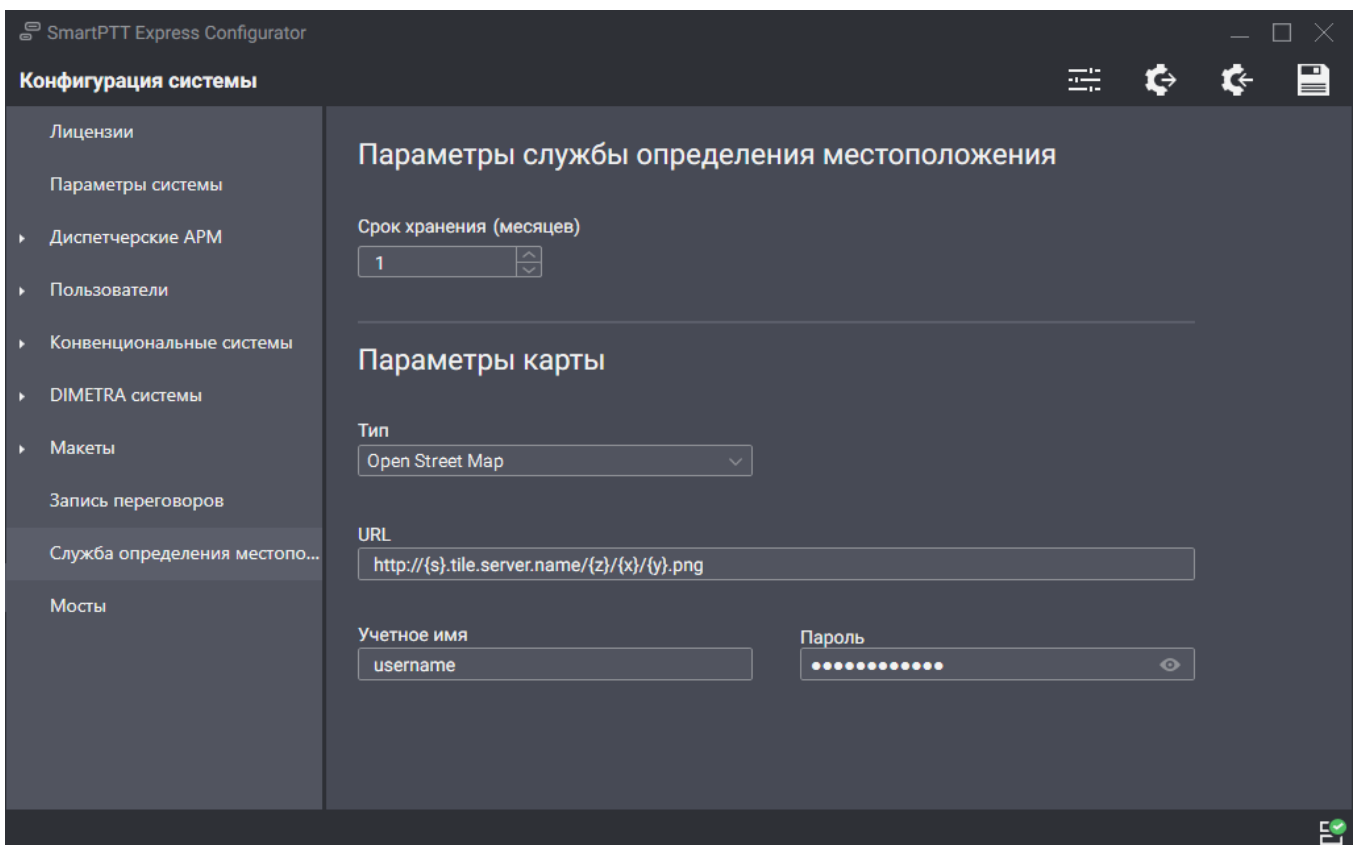 SmartPTT Express Configurator
Конфигурация системы
Лицензии
Параметры системы
Диспетчерские АРМ
Пользователи
Конвенциональные системы
DIMETRA системы
Макеты
Запись переговоров
Служба определения местопо...
Мосты
Параметры службы определения местоположения
Срок хранения (месяцев)
1
Параметры карты
Тип
Open Street Map
URL
http://{s}.tile.server.name/{z}/{x}/{y}.png
Учетное имя
Пароль
username
••••••••••••